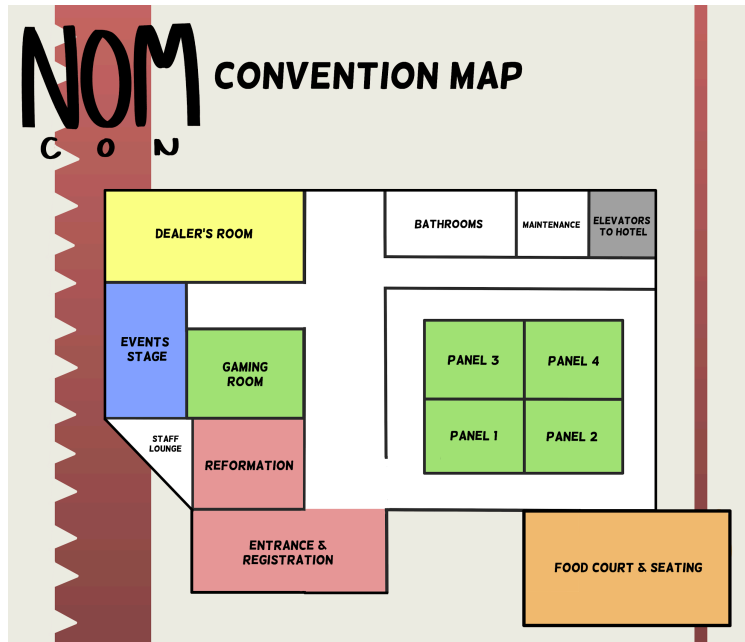 NOM
CON
CONVENTION MAP
DEALER'S ROOM
BATHROOMS
MAINTENANCE
ELEVATORS
TO HOTEL
EVENTS
STAGE
GAMING
ROOM
PANEL 3
PANEL 4
PANEL 1
PANEL 2
STAFF
LOUNGE
REFORMATION
ENTRANCE &
REGISTRATION
FOOD COURT & SEATING